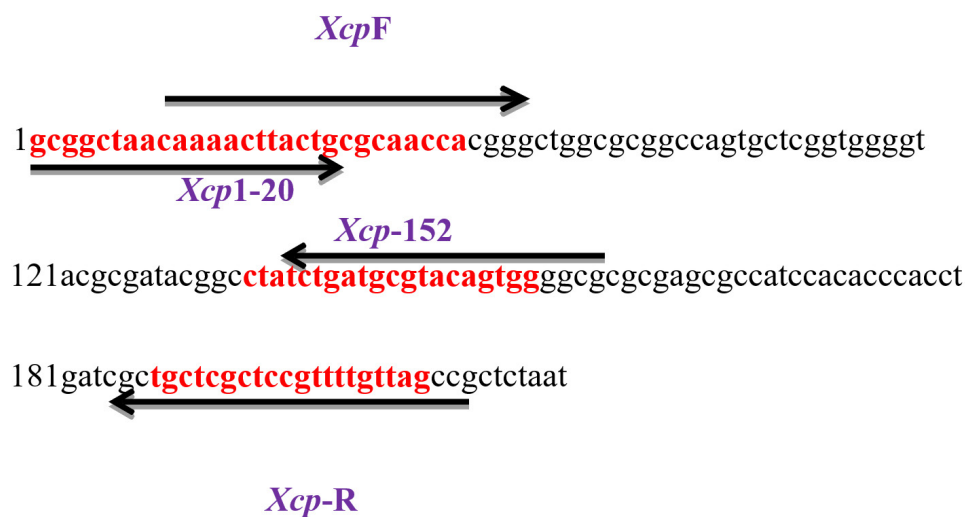 XcpF
1gcggctaacaaaacttactgcgcaaccacgggctggcgcggccagtgctcggtggggt
Xcp1-20
Xcp-152
121acgcgatacggcctatctgatgcgtacagtggggcgcgcgagcgccatccacacccacct
181gatcgctgctcgctccgttttgttagccgctctaat
Xcp-R